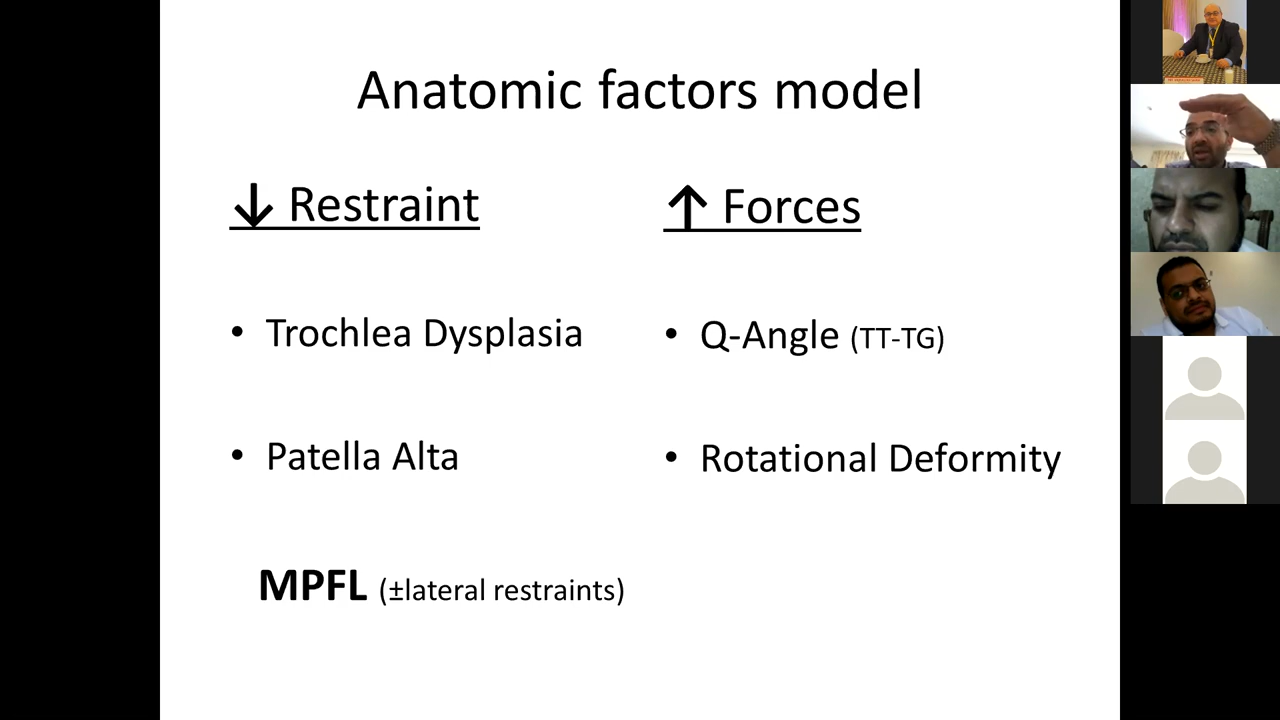 Anatomic factors model
↓ Restraint
• Trochlea Dysplasia
• Patella Alta
MPFL (±lateral restraints)
↑ Forces
• Q-Angle (TT-TG)
• Rotational Deformity